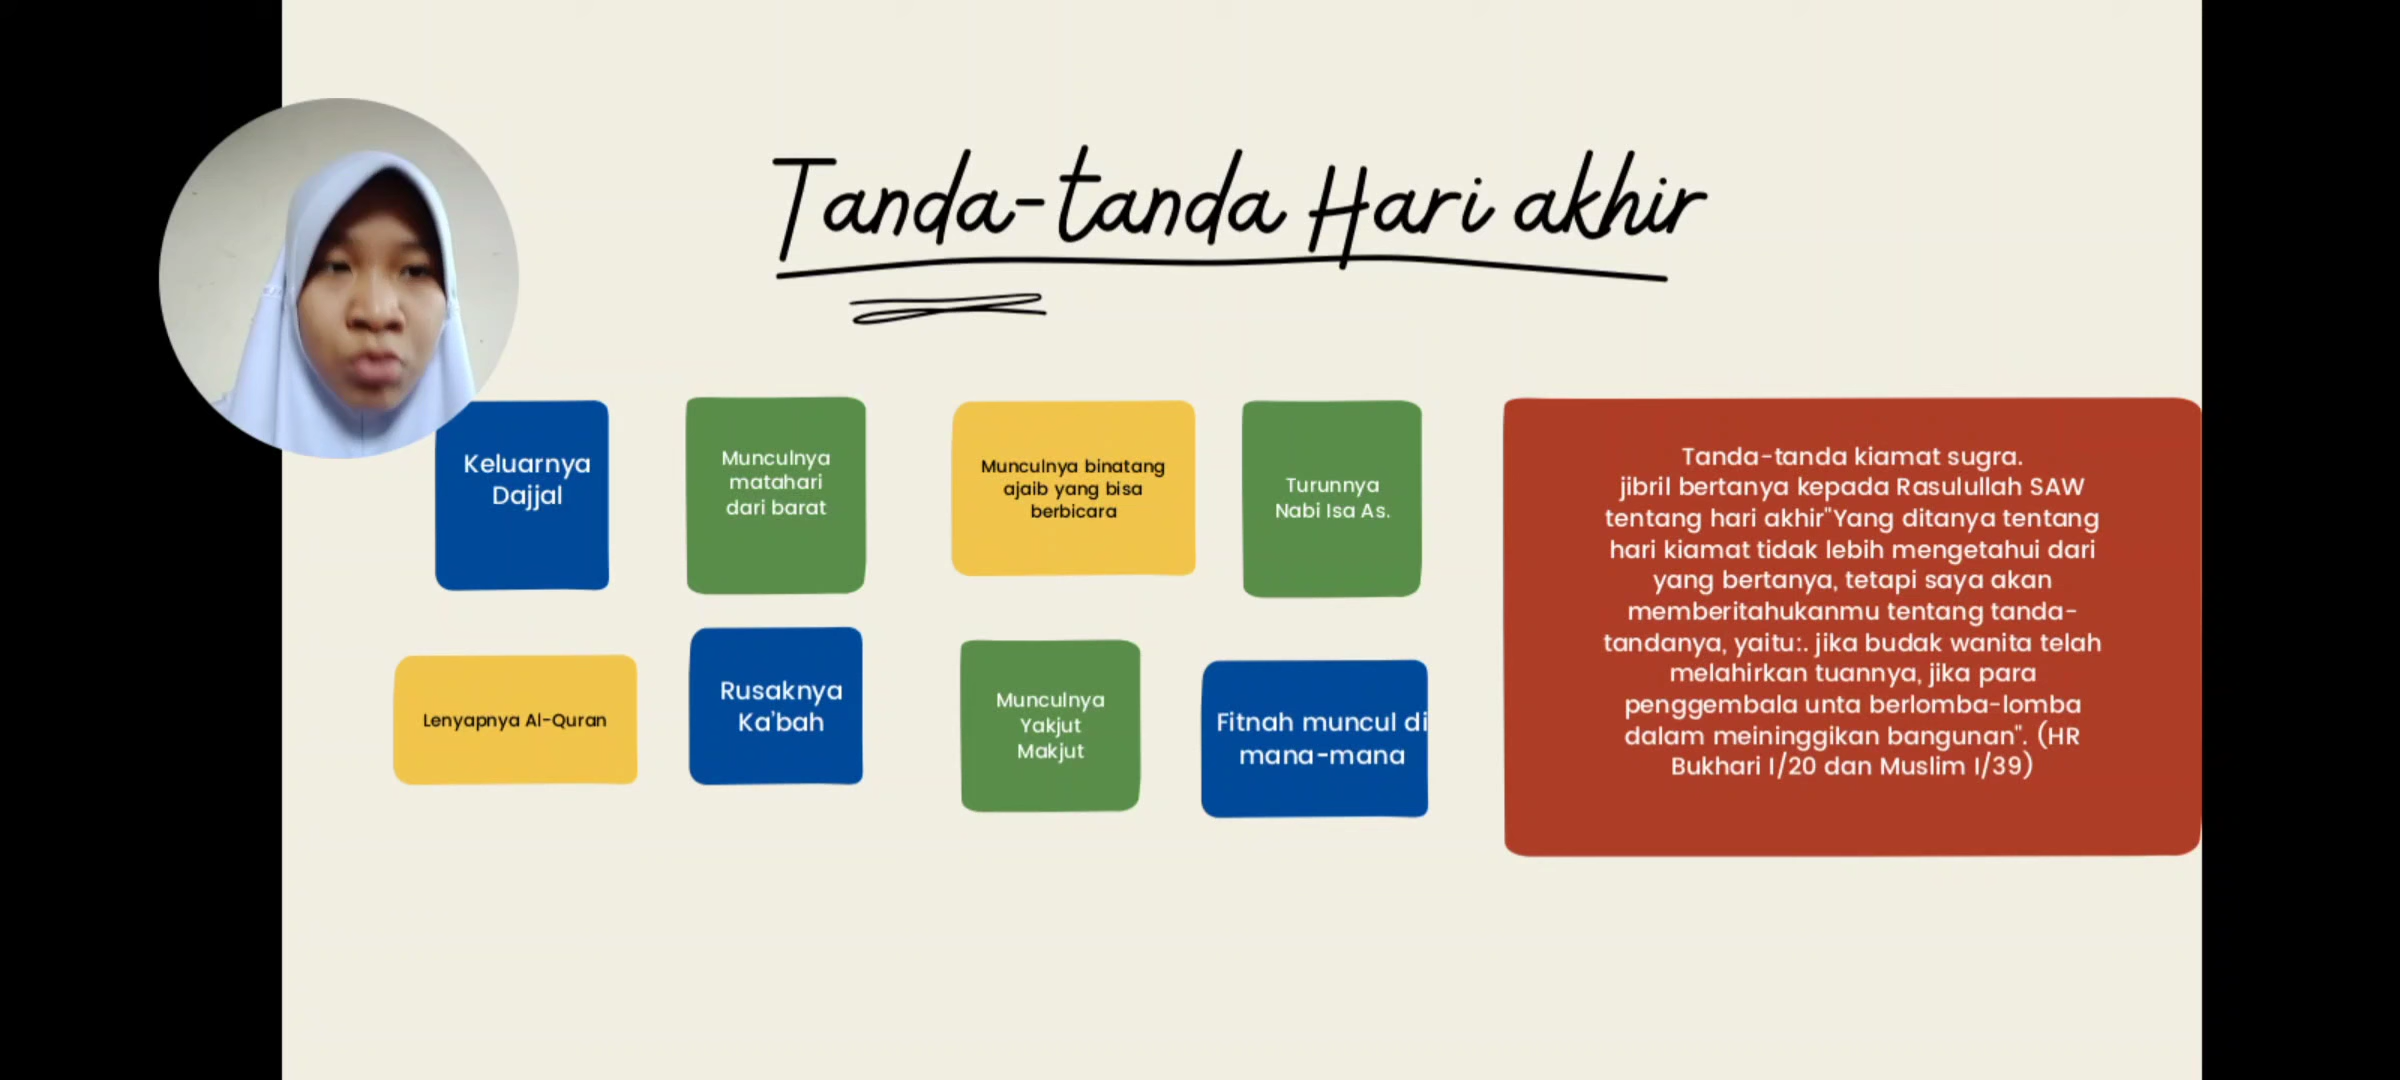 Tanda-tanda Hari akhir
Keluarnya
Dajjal
Munculnya
matahari
dari barat
Munculnya binatang
ajaib yang bisa
berbicara
Turunnya
Nabi Isa As.
Lenyapnya Al-Quran
Rusaknya
Ka'bah
Munculnya
Yakjut
Makjut
Fitnah muncul di
mana-mana
Tanda-tanda kiamat sugra.
jibril bertanya kepada Rasulullah SAW
tentang hari akhir"Yang ditanya tentang
hari kiamat tidak lebih mengetahui dari
yang bertanya, tetapi saya akan
memberitahukanmu tentang tanda-
tandanya, yaitu:. jika budak wanita telah
melahirkan tuannya, jika para
penggembala unta berlomba-lomba
dalam meininggikan bangunan". (HR
Bukhari I/20 dan Muslim I/39)